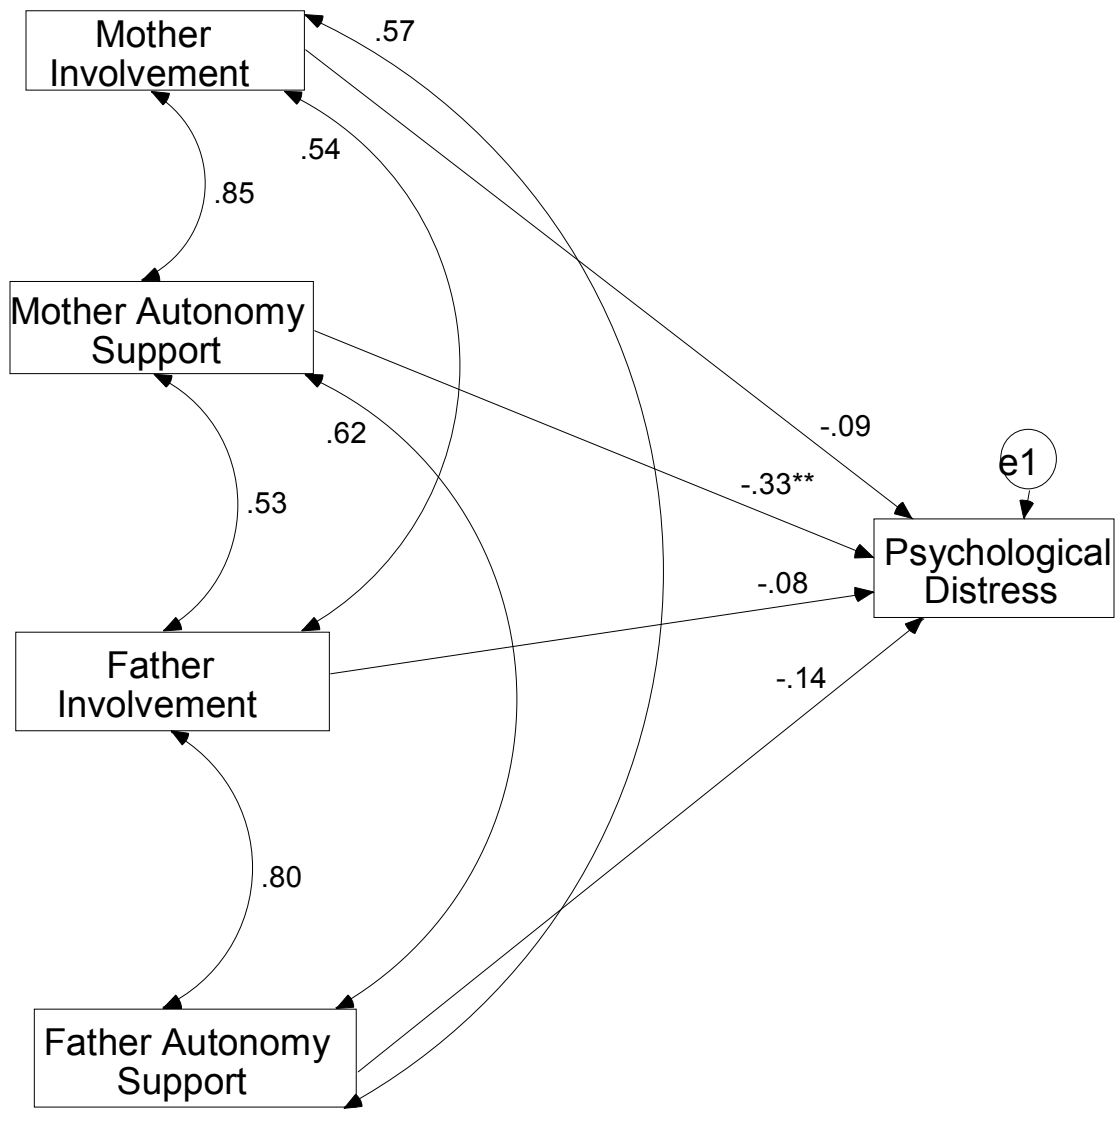 Mother
Involvement
.57
.54
.85
Mother Autonomy
Support
.62
-.09
-.33**
e1
.53
Psychological
Distress
-.08
Father
Involvement
-.14
.80
Father Autonomy
Support